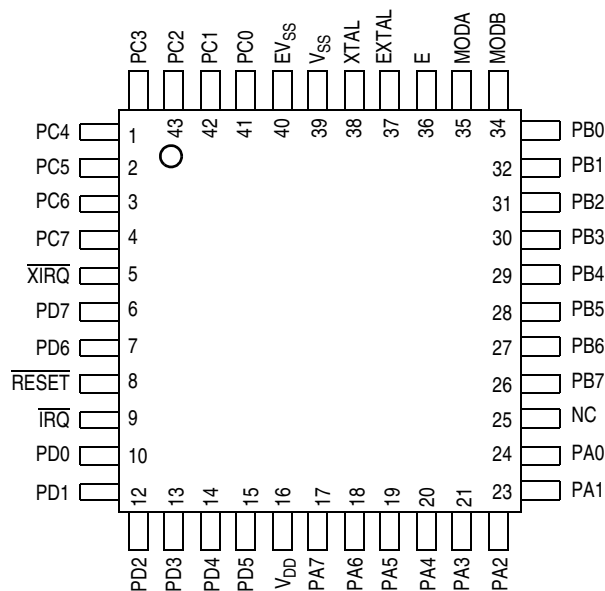 PC3 PC2 PC1 PC0 EVSS VSS XTAL EXTAL E MODA MODB
43 42 41 40 39 38 37 36 35 34
PC4 1 PB0
PC5 2 32 PB1
PC6 3 31 PB2
PC7 4 30 PB3
XIRQ 5 29 PB4
PD7 6 28 PB5
PD6 7 27 PB6
RESET 8 26 PB7
IRQ 9 25 NC
PD0 10 24 PA0
PD1 23 PA1
12 13 14 15 16 17 18 19 20 21
PD2 PD3 PD4 PD5 VDD PA7 PA6 PA5 PA4 PA3 PA2